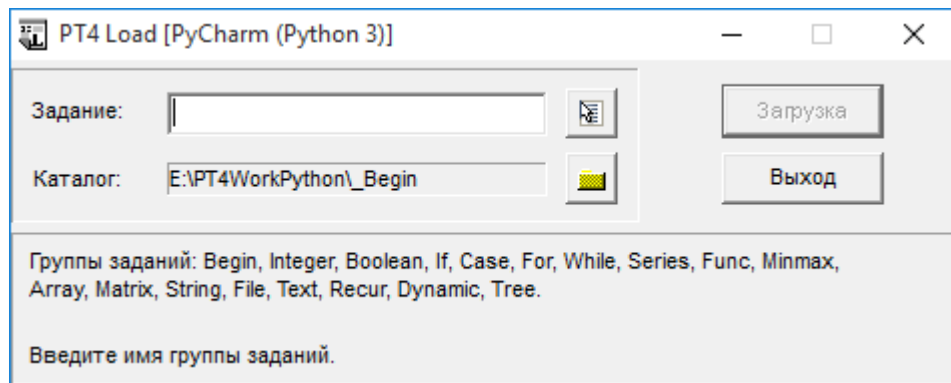 PT4 Load [PyCharm (Python 3)]
Задание:
Загрузка
Каталог: E:\PT4WorkPython\_Begin
Выход
Группы заданий: Begin, Integer, Boolean, If, Case, For, While, Series, Func, Minmax,
Array, Matrix, String, File, Text, Recur, Dynamic, Tree.
Введите имя группы заданий.